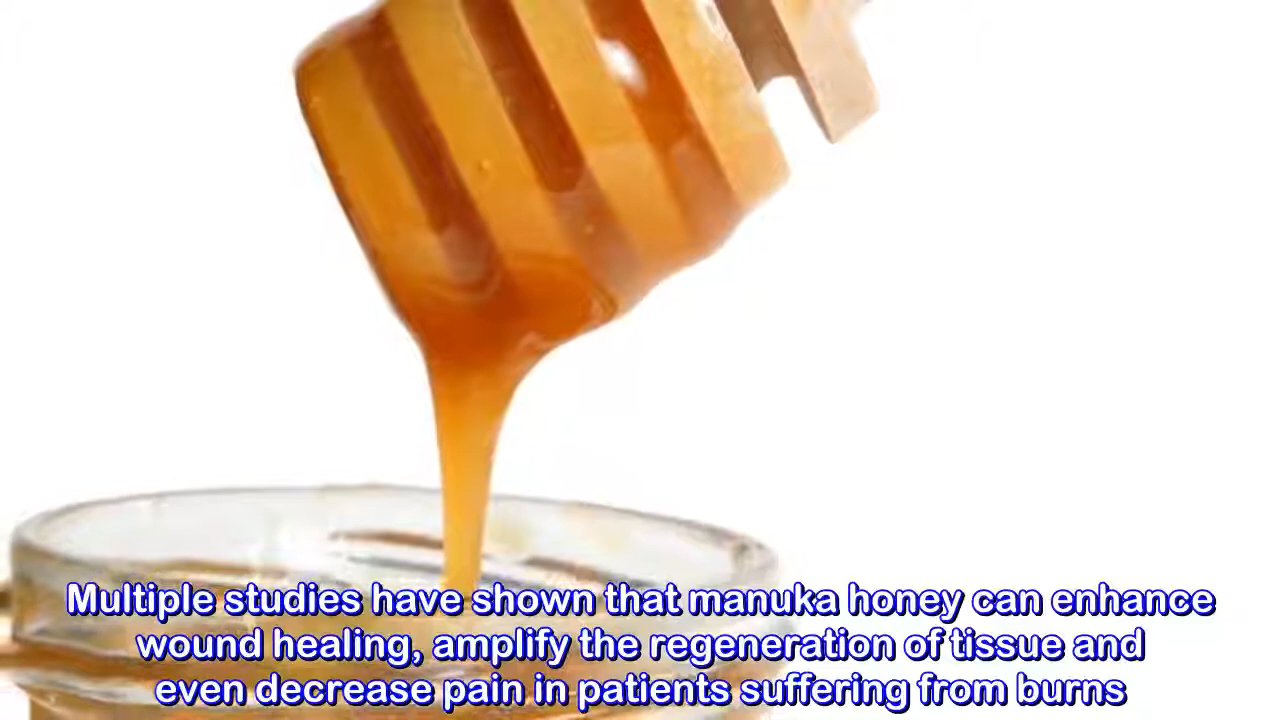 Multiple studies have shown that manuka honey can enhance
wound healing, amplify the regeneration of tissue and
even decrease pain in patients suffering from burns